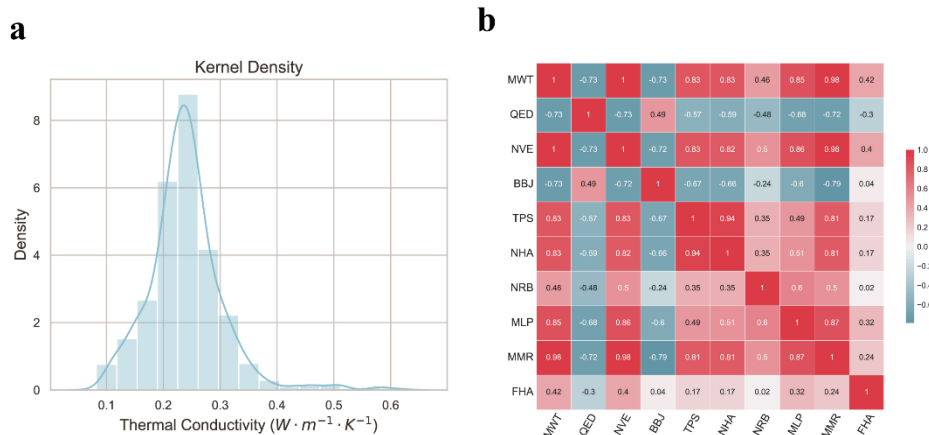 a
Kernel Density
8
6
4
2
0
Density
0.1 0.2 0.3 0.4 0.5 0.6
Thermal Conductivity (W · m⁻¹ · K⁻¹)
b
MWT 1 -0.73 1 -0.73 0.83 0.83 0.46 0.85 0.98 0.42
QED -0.73 1 -0.73 0.49 -0.57 -0.59 -0.48 -0.68 -0.72 -0.3
NVE 1 -0.73 1 -0.72 0.83 0.82 0.5 0.86 0.98 0.4
BBJ -0.73 0.49 -0.72 1 -0.67 -0.66 -0.24 -0.6 -0.79 0.04
TPS 0.83 -0.57 0.83 -0.67 1 0.94 0.35 0.49 0.81 0.17
NHA 0.83 -0.59 0.82 -0.66 0.94 1 0.35 0.51 0.81 0.17
NRB 0.46 -0.48 0.5 -0.24 0.35 0.35 1 0.6 0.5 0.02
MLP 0.85 -0.68 0.86 -0.6 0.49 0.51 0.6 1 0.87 0.32
MMR 0.98 -0.72 0.98 -0.79 0.81 0.81 0.5 0.87 1 0.24
FHA 0.42 -0.3 0.4 0.04 0.17 0.17 0.02 0.32 0.24 1
MWT QED NVE BBJ TPS NHA NRB MLP MMR FHA
1.0
0.8
0.6
0.4
0.2
0.0
−0.2
−0.4
−0.6